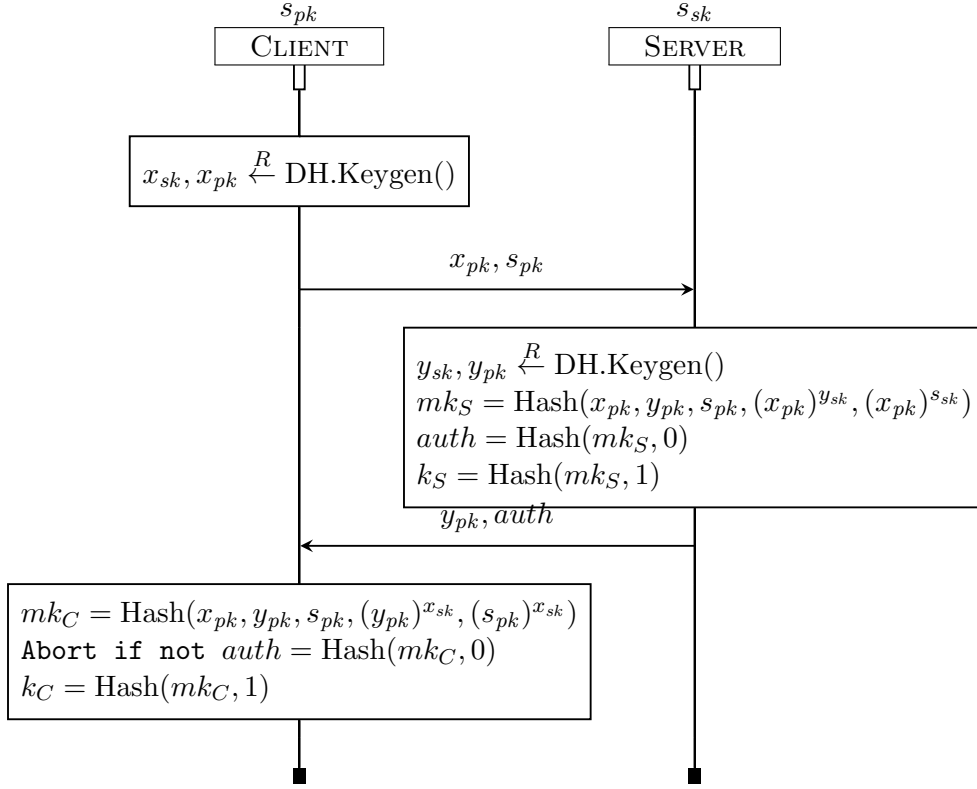 s_{pk}
s_{sk}
CLIENT
SERVER
x_{sk}, x_{pk} \xleftarrow{R} DH.Keygen()
x_{pk}, s_{pk}
y_{sk}, y_{pk} \xleftarrow{R} DH.Keygen()
mk_S = Hash(x_{pk}, y_{pk}, s_{pk}, (x_{pk})^{y_{sk}}, (x_{pk})^{s_{sk}})
auth = Hash(mk_S, 0)
k_S = Hash(mk_S, 1)
y_{pk}, auth
mk_C = Hash(x_{pk}, y_{pk}, s_{pk}, (y_{pk})^{x_{sk}}, (s_{pk})^{x_{sk}})
Abort if not auth = Hash(mk_C, 0)
k_C = Hash(mk_C, 1)